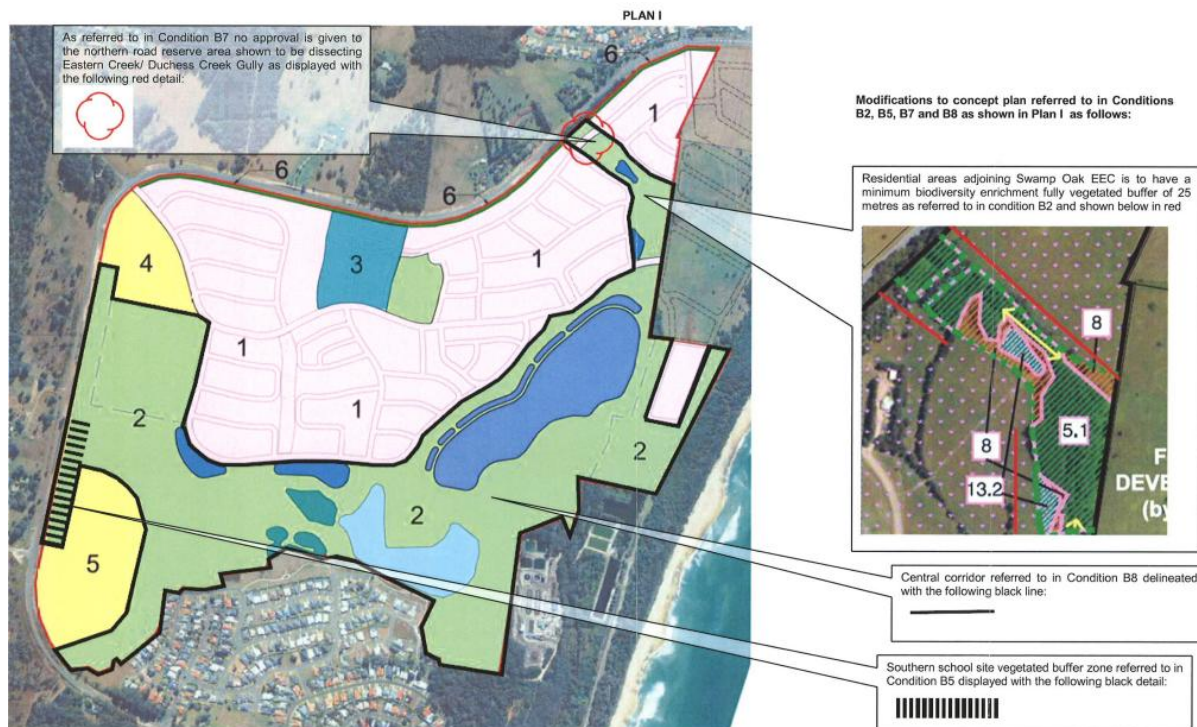 PLAN I
As referred to in Condition B7 no approval is given to
the northern road reserve area shown to be dissecting
Eastern Creek/ Duchess Creek Gully as displayed with
the following red detail:
6
6
6
1
1
1
1
2
2
2
3
4
5
Modifications to concept plan referred to in Conditions
B2, B5, B7 and B8 as shown in Plan I as follows:
Residential areas adjoining Swamp Oak EEC is to have a
minimum biodiversity enrichment fully vegetated buffer of 25
metres as referred to in condition B2 and shown below in red
8
5.1
8
13.2
F
DEVE
(by
Central corridor referred to in Condition B8 delineated
with the following black line:
Southern school site vegetated buffer zone referred to in
Condition B5 displayed with the following black detail: